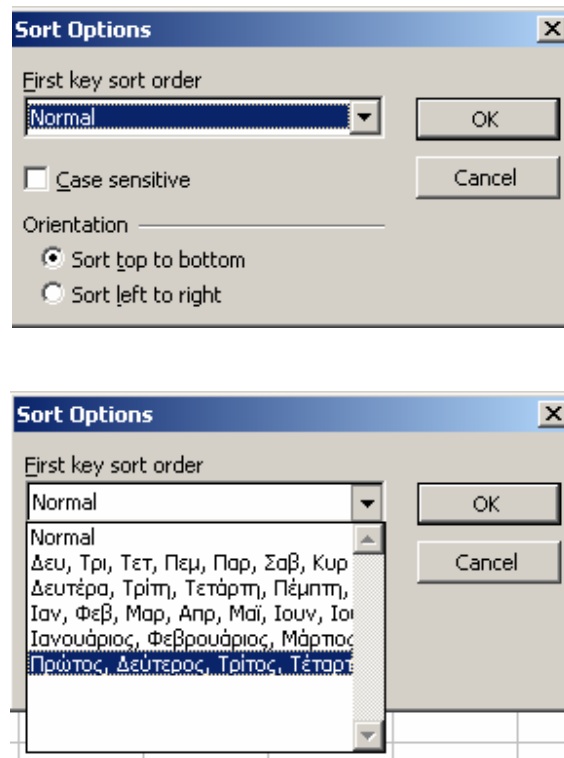 Sort Options
First key sort order
Normal
OK
Case sensitive
Cancel
Orientation
Sort top to bottom
Sort left to right
Sort Options
First key sort order
Normal
OK
Normal
Δευ, Τρι, Τετ, Πεμ, Παρ, Σαβ, Κυρ
Cancel
Δευτέρα, Τρίτη, Τετάρτη, Πέμπτη,
Ιαν, Φεβ, Μαρ, Απρ, Μαϊ, Ιουν, Ιου
Ιανουάριος, Φεβρουάριος, Μάρτιος
Πρώτος, Δεύτερος, Τρίτος, Τέταρτ